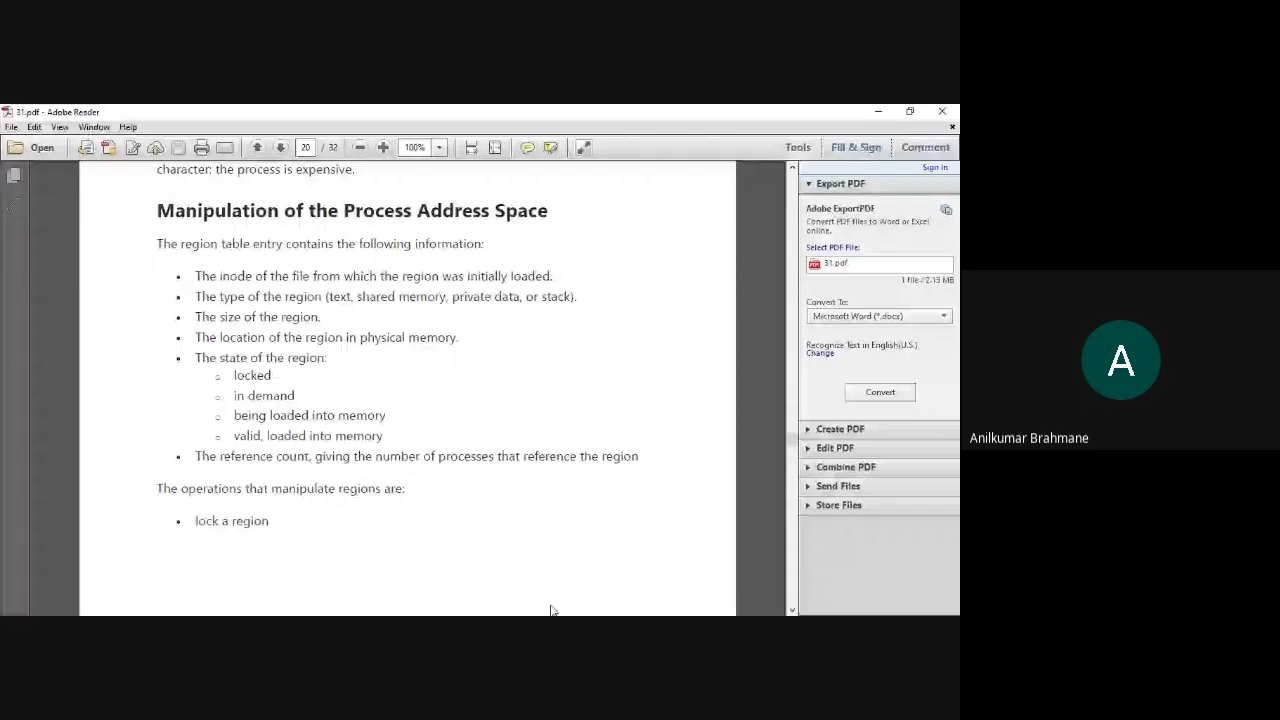 31.pdf - Adobe Reader
File Edit View Window Help
Open 20 / 32 100% Tools Fill & Sign Comment
Sign In
character: the process is expensive.
Manipulation of the Process Address Space
The region table entry contains the following information:
• The inode of the file from which the region was initially loaded.
• The type of the region (text, shared memory, private data, or stack).
• The size of the region.
• The location of the region in physical memory.
• The state of the region:
o locked
o in demand
o being loaded into memory
o valid, loaded into memory
• The reference count, giving the number of processes that reference the region
The operations that manipulate regions are:
• lock a region
Export PDF
Adobe ExportPDF
Convert PDF files to Word or Excel
online.
Select PDF File:
31.pdf
1 file / 2.13 MB
Convert To:
Microsoft Word (*.docx)
Recognize Text in English(U.S.)
Change
Convert
Create PDF
Edit PDF
Combine PDF
Send Files
Store Files
A
Anilkumar Brahmane